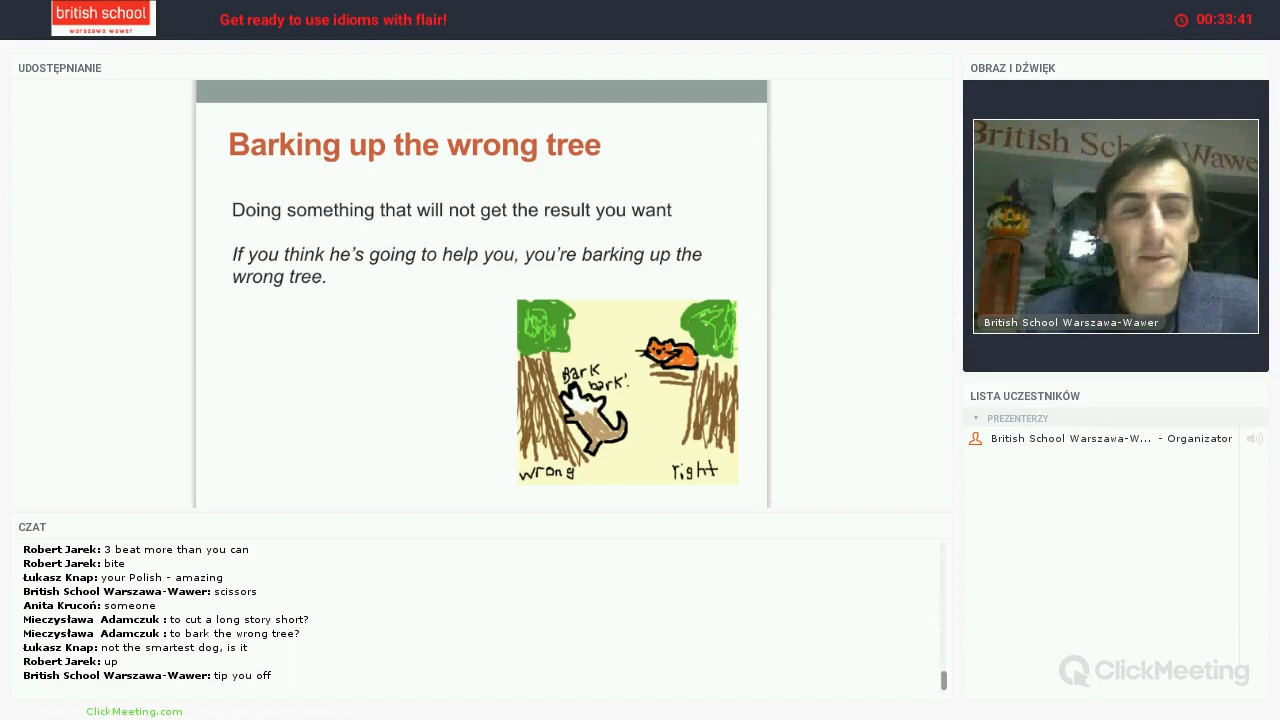 british school
warszawa wawer
Get ready to use idioms with flair!
00:33:41
UDOSTĘPNIANIE
Barking up the wrong tree
Doing something that will not get the result you want
If you think he's going to help you, you're barking up the
wrong tree.
Bark
bark!
wrong
right
OBRAZ I DŹWIĘK
British School Wawe
British School Warszawa-Wawer
LISTA UCZESTNIKÓW
PREZENTERZY
British School Warszawa-W... - Organizator
CZAT
Robert Jarek: 3 beat more than you can
Robert Jarek: bite
Łukasz Knap: your Polish - amazing
British School Warszawa-Wawer: scissors
Anita Krucoń: someone
Mieczysława Adamczuk : to cut a long story short?
Mieczysława Adamczuk : to bark the wrong tree?
Łukasz Knap: not the smartest dog, is it
Robert Jarek: up
British School Warszawa-Wawer: tip you off
ClickMeeting
ClickMeeting.com